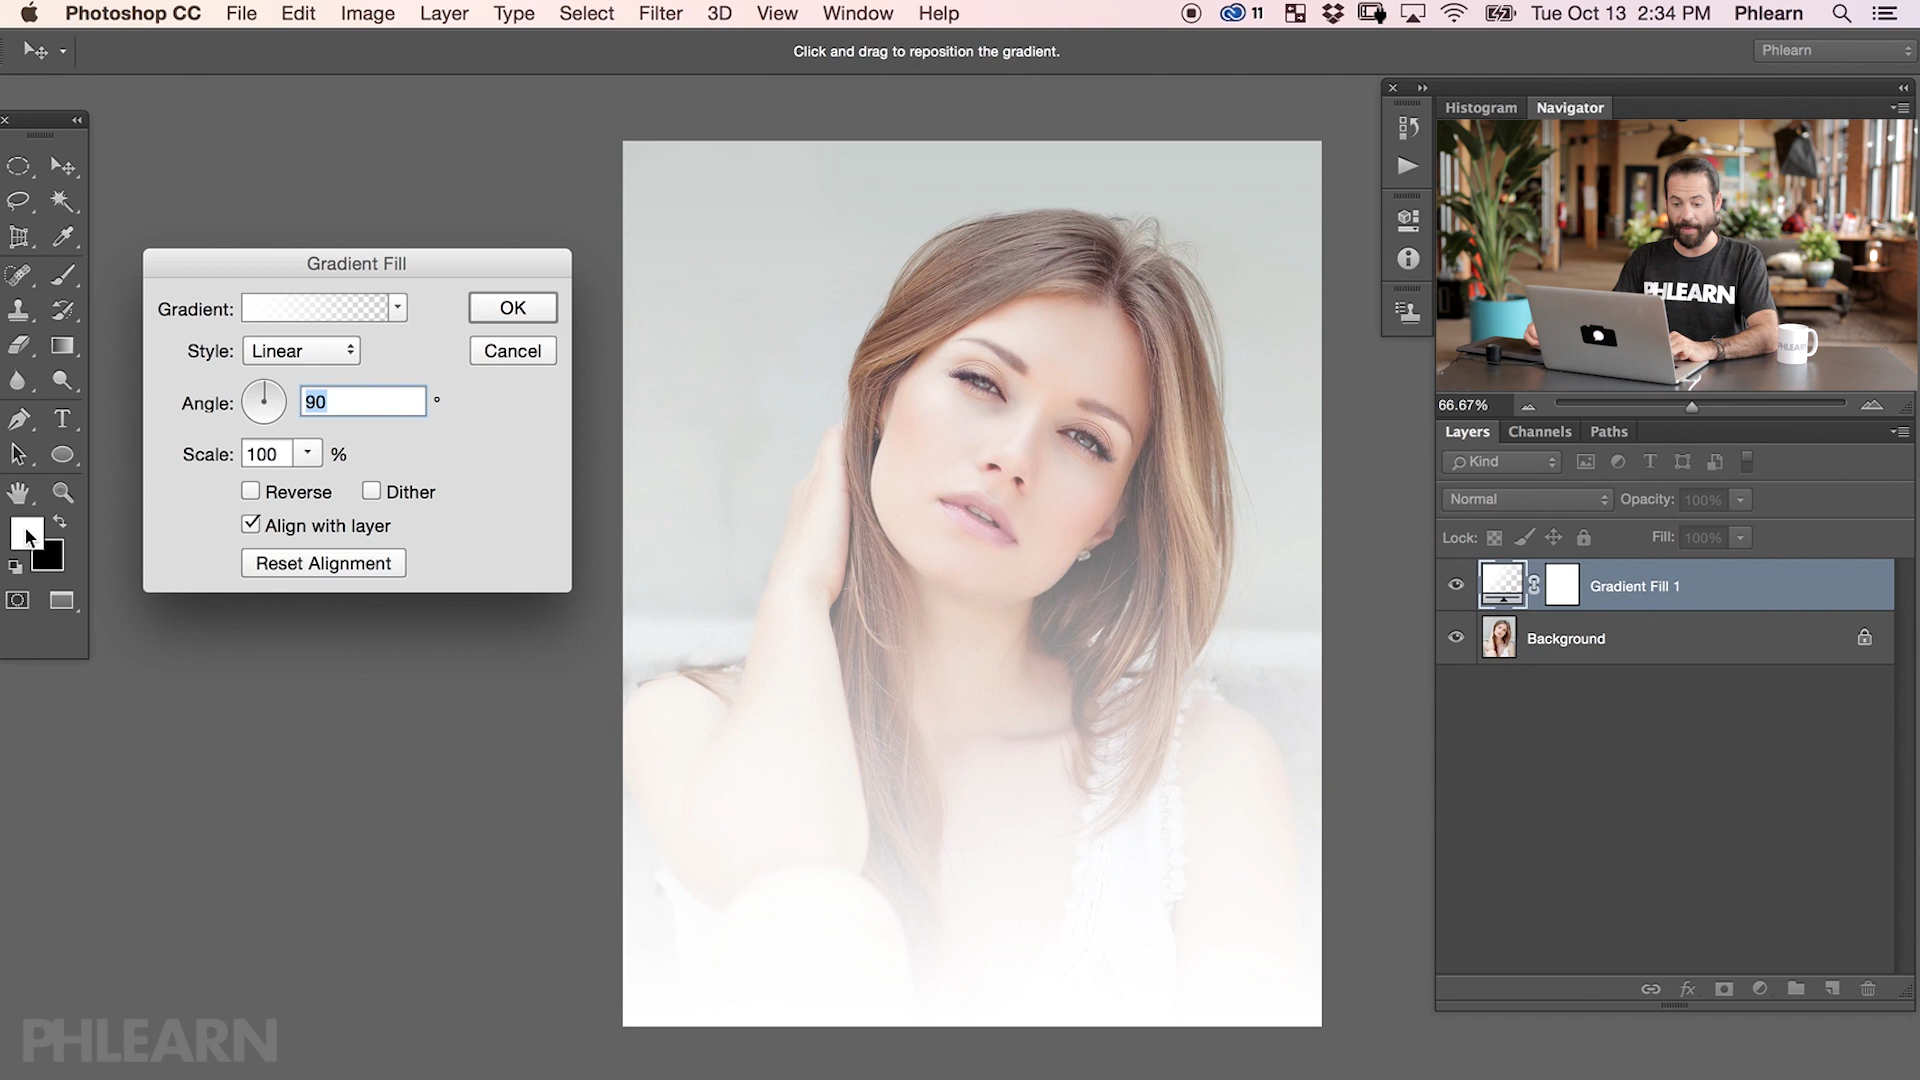 Photoshop CC File Edit Image Layer Type Select Filter 3D View Window Help 11 Tue Oct 13 2:34 PM Phlearn
Click and drag to reposition the gradient.
Phlearn
Histogram Navigator
Gradient Fill
Gradient:
OK
Style: Linear
Cancel
Angle: 90 °
Scale: 100 %
Reverse Dither
Align with layer
Reset Alignment
T
PHLEARN
PHLEARN
66.67%
Layers Channels Paths
Kind
T
Normal Opacity: 100%
Lock: Fill: 100%
Gradient Fill 1
Background
fx
PHLEARN